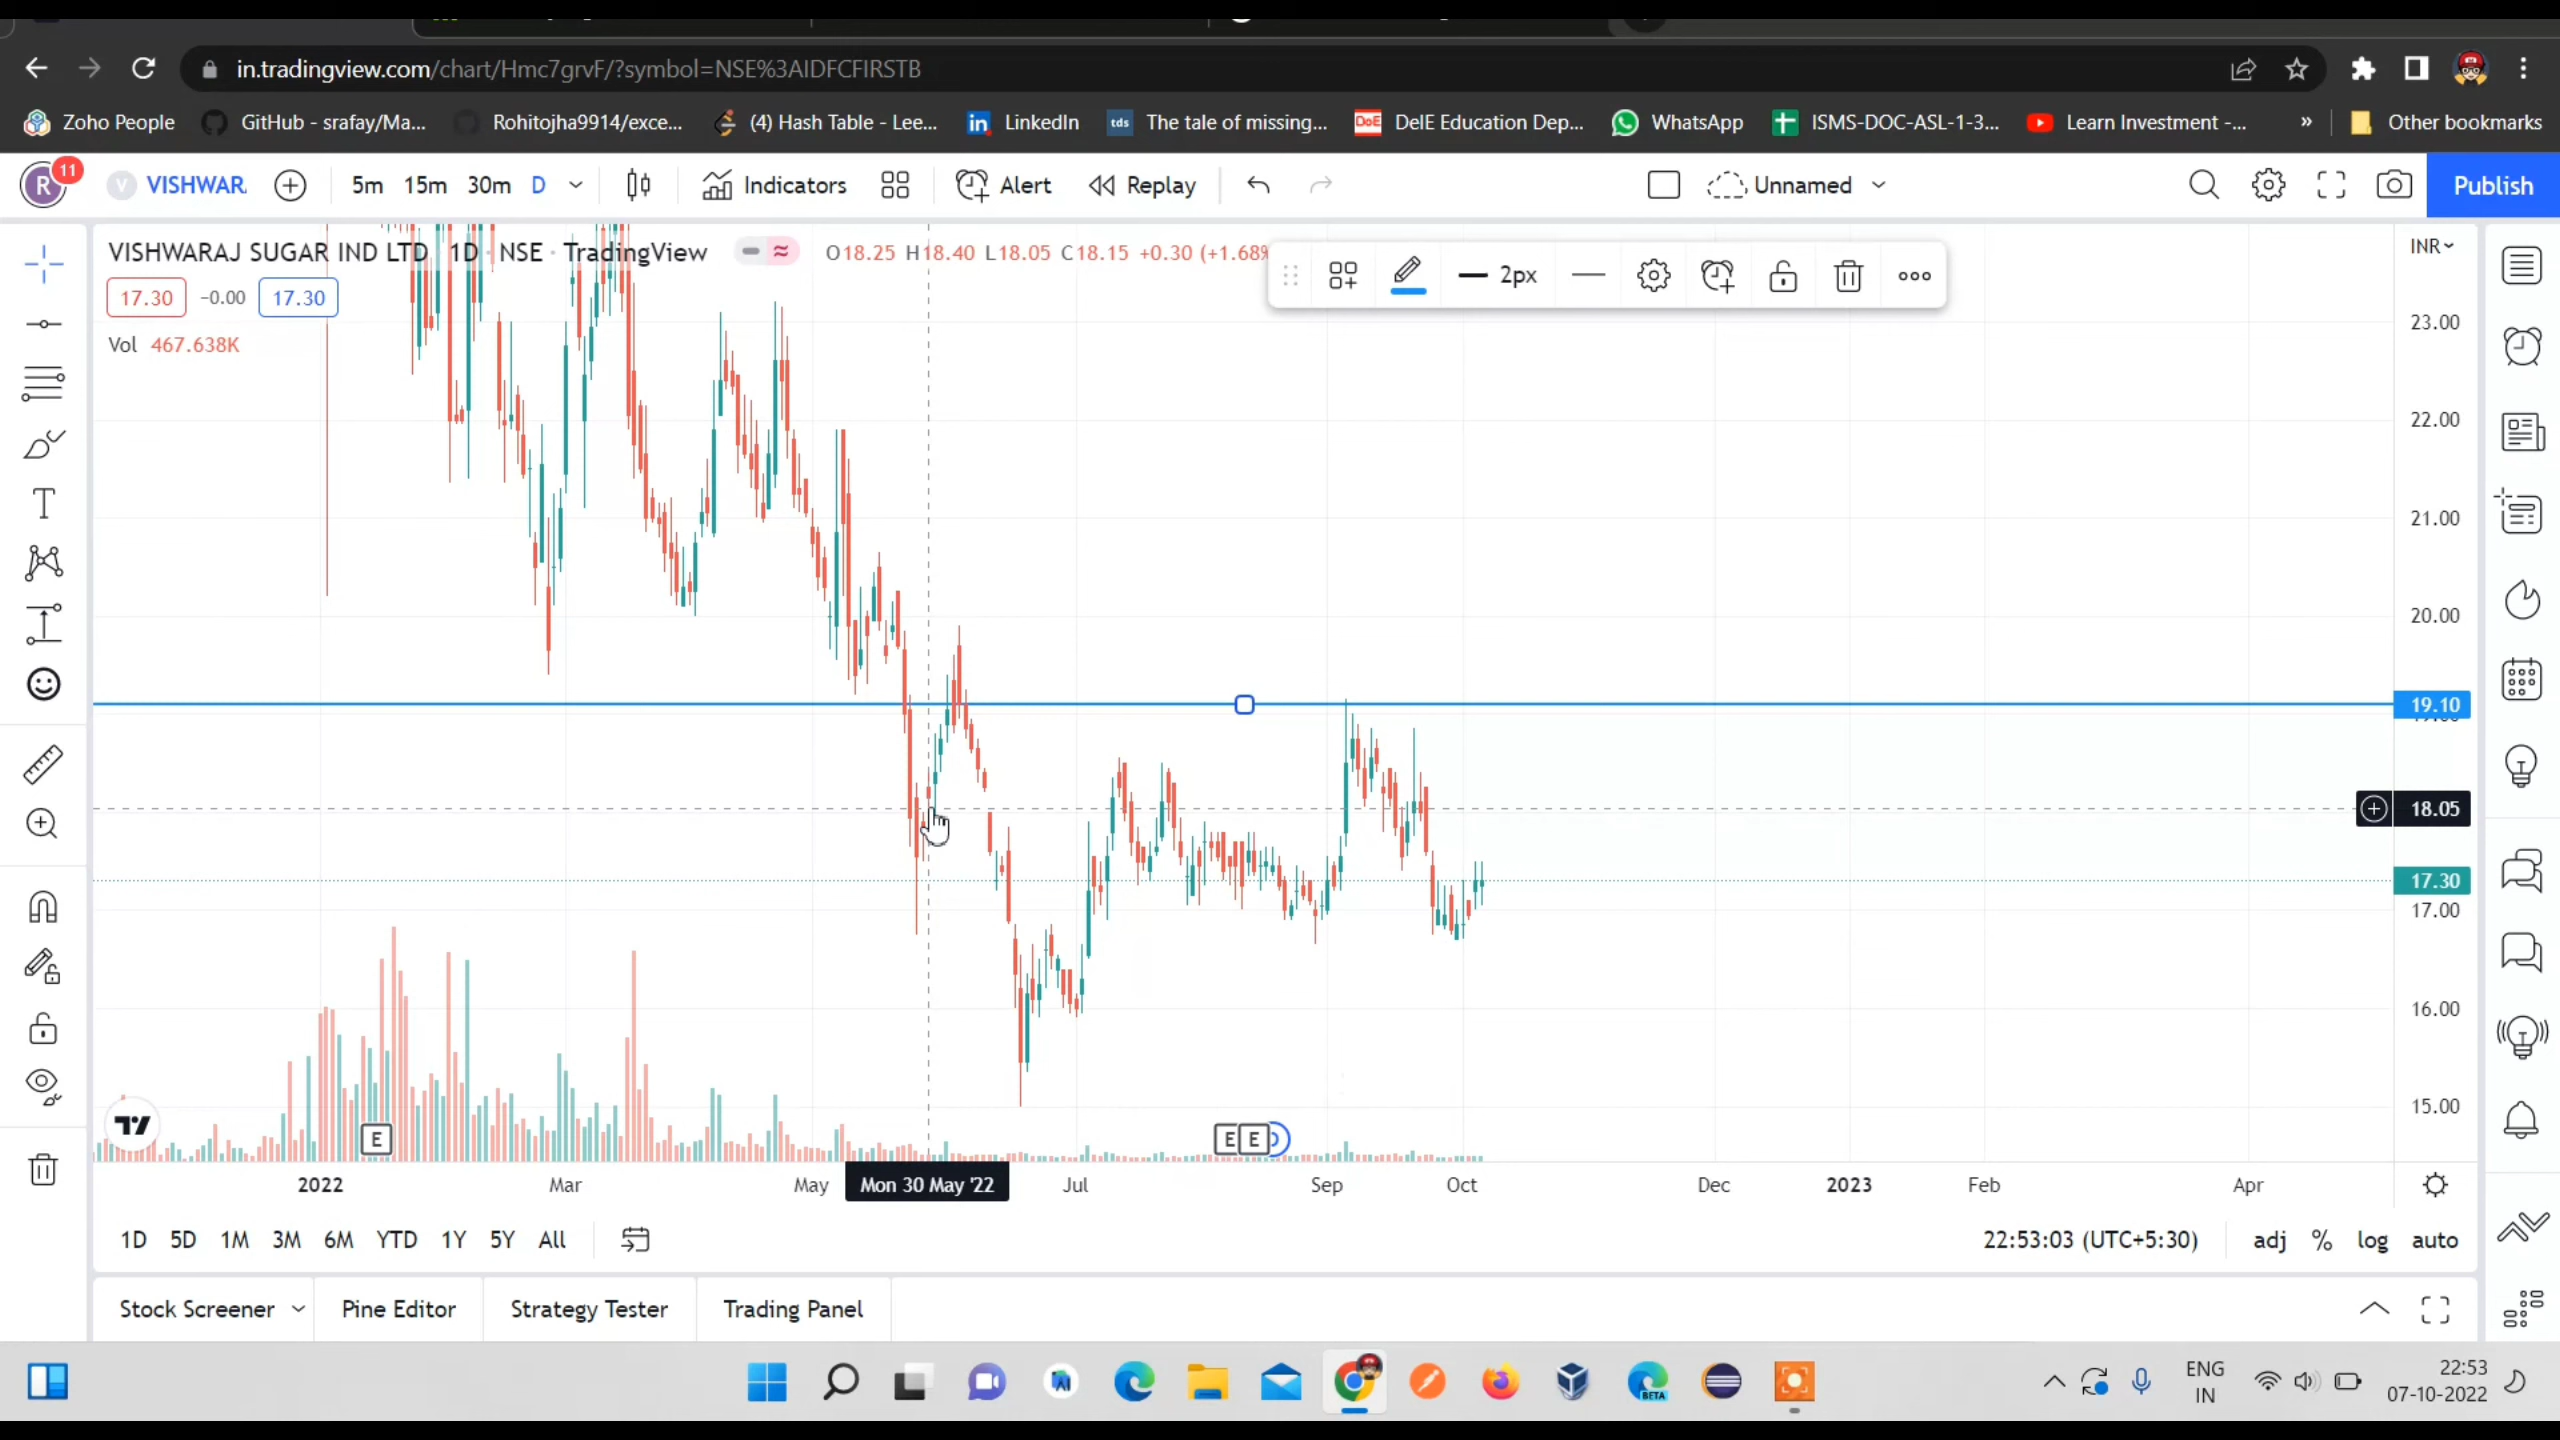 in.tradingview.com/chart/Hmc7grvF/?symbol=NSE%3AIDFCFIRSTB
Zoho People GitHub - srafay/Ma... Rohitojha9914/exce... (4) Hash Table - Lee... in LinkedIn tds The tale of missing... DoE DelE Education Dep... WhatsApp ISMS-DOC-ASL-1-3... Learn Investment -... » Other bookmarks
R 11 V VISHWAR. 5m 15m 30m D Indicators Alert Replay Unnamed Publish
VISHWARAJ SUGAR IND LTD · 1D · NSE · TradingView O18.25 H18.40 L18.05 C18.15 +0.30 (+1.68% 2px INR
17.30 −0.00 17.30
Vol 467.638K
23.00
22.00
21.00
20.00
19.10
18.05
17.30
17.00
16.00
15.00
E E E
2022 Mar May Mon 30 May '22 Jul Sep Oct Dec 2023 Feb Apr
1D 5D 1M 3M 6M YTD 1Y 5Y All 22:53:03 (UTC+5:30) adj % log auto
Stock Screener Pine Editor Strategy Tester Trading Panel
BETA ENG 22:53
IN 07-10-2022